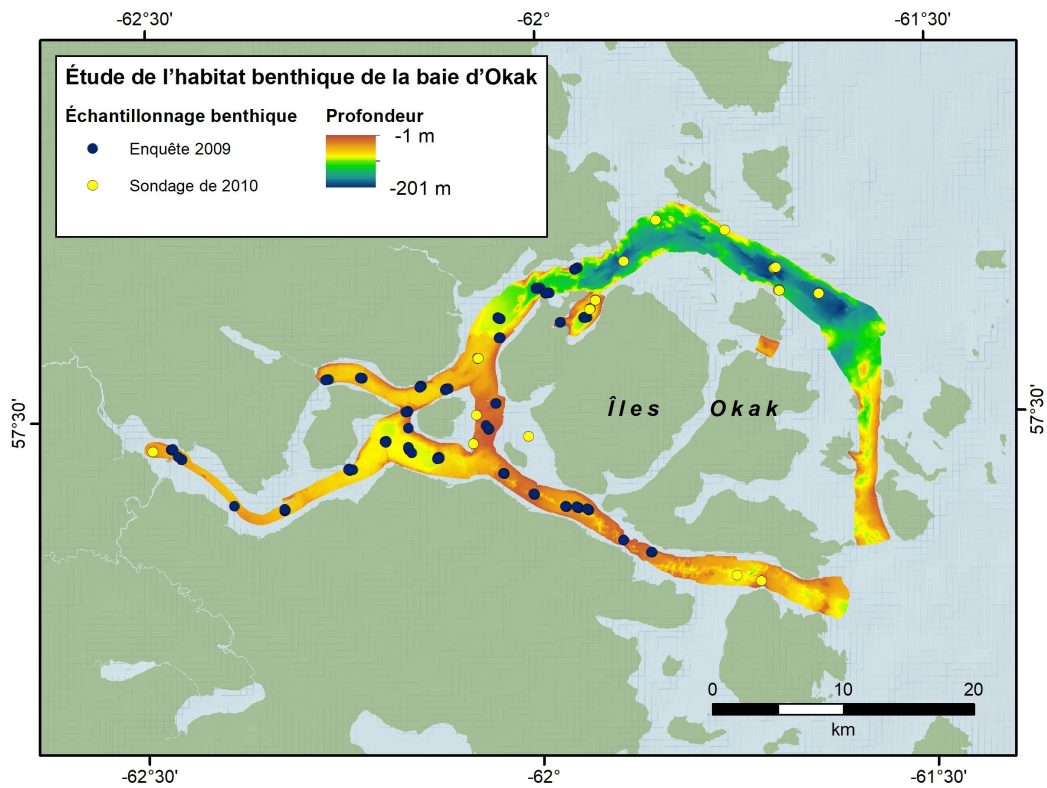 -62°30' -62° -61°30'
Étude de l'habitat benthique de la baie d'Okak
Échantillonnage benthique Profondeur
-1 m
Enquête 2009
Sondage de 2010
-201 m
57°30' 57°30'
Îles Okak
0 10 20
km
-62°30' -62° -61°30'